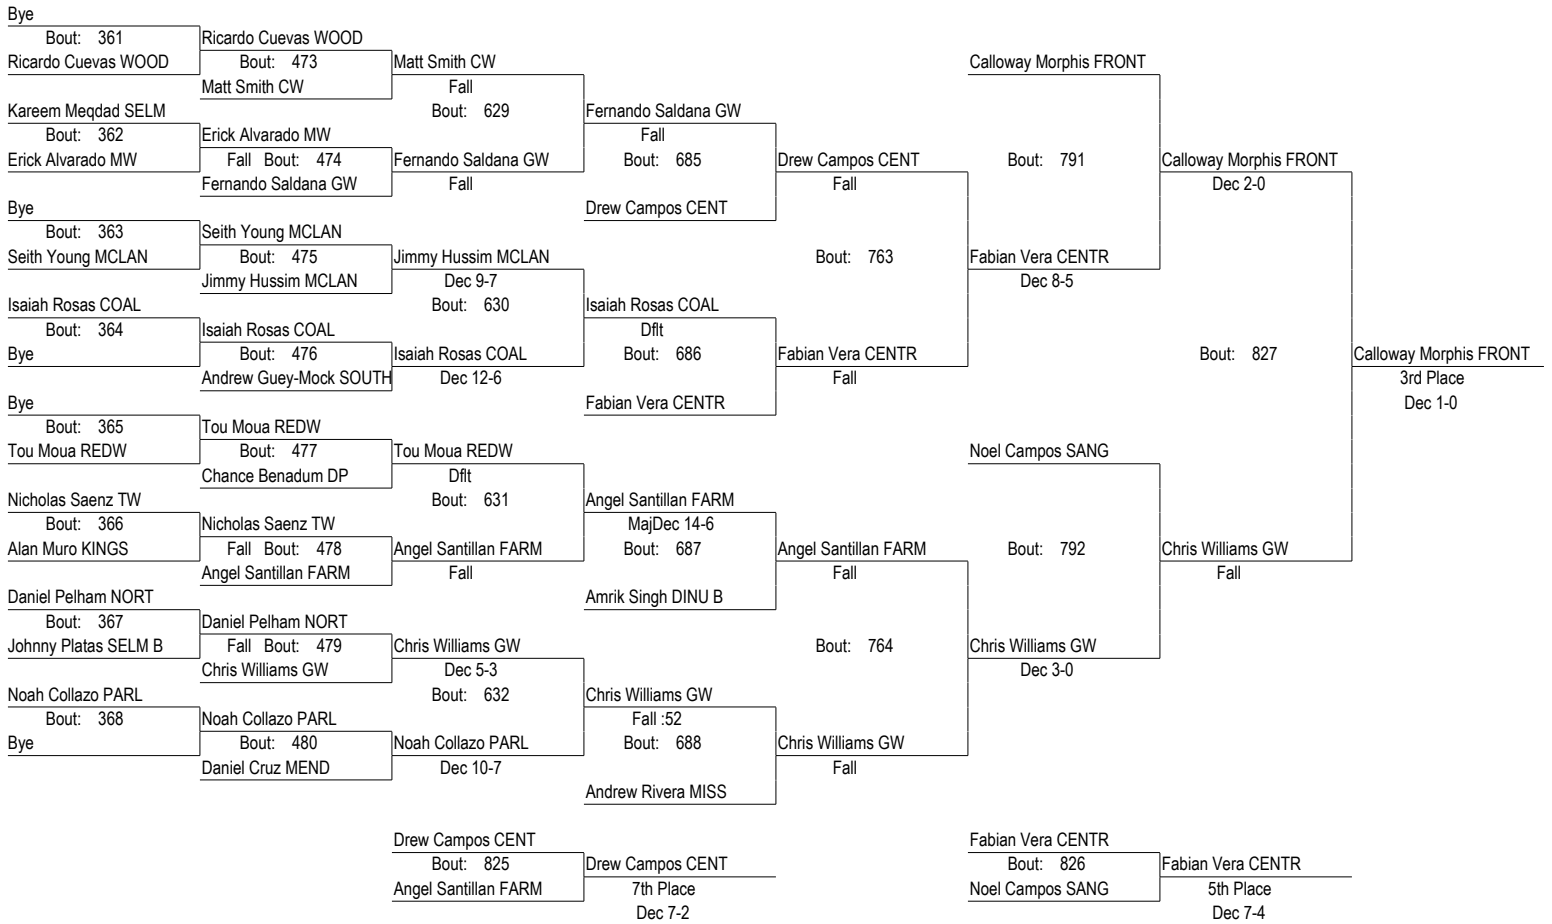 Bye
Bout: 361
Ricardo Cuevas WOOD
Ricardo Cuevas WOOD
Bout: 473
Matt Smith CW
Matt Smith CW
Fall
Bout: 629
Calloway Morphis FRONT
Kareem Meqdad SELM
Bout: 362
Erick Alvarado MW
Erick Alvarado MW
Fall Bout: 474
Fernando Saldana GW
Fernando Saldana GW
Fall
Fernando Saldana GW
Fall
Bout: 685
Drew Campos CENT
Drew Campos CENT
Fall
Bout: 791
Calloway Morphis FRONT
Dec 2-0
Bye
Bout: 363
Seith Young MCLAN
Seith Young MCLAN
Bout: 475
Jimmy Hussim MCLAN
Jimmy Hussim MCLAN
Dec 9-7
Bout: 630
Bout: 763
Fabian Vera CENTR
Dec 8-5
Isaiah Rosas COAL
Bout: 364
Bye
Isaiah Rosas COAL
Bout: 476
Andrew Guey-Mock SOUTH
Isaiah Rosas COAL
Dec 12-6
Isaiah Rosas COAL
Dflt
Bout: 686
Fabian Vera CENTR
Fabian Vera CENTR
Fall
Bout: 827
Calloway Morphis FRONT
3rd Place
Dec 1-0
Bye
Bout: 365
Tou Moua REDW
Tou Moua REDW
Bout: 477
Chance Benadum DP
Tou Moua REDW
Dflt
Bout: 631
Noel Campos SANG
Nicholas Saenz TW
Bout: 366
Alan Muro KINGS
Nicholas Saenz TW
Fall Bout: 478
Angel Santillan FARM
Angel Santillan FARM
Fall
Angel Santillan FARM
MajDec 14-6
Bout: 687
Amrik Singh DINU B
Angel Santillan FARM
Fall
Bout: 792
Chris Williams GW
Fall
Daniel Pelham NORT
Bout: 367
Johnny Platas SELM B
Daniel Pelham NORT
Fall Bout: 479
Chris Williams GW
Chris Williams GW
Dec 5-3
Bout: 632
Bout: 764
Chris Williams GW
Dec 3-0
Noah Collazo PARL
Bout: 368
Bye
Noah Collazo PARL
Bout: 480
Daniel Cruz MEND
Noah Collazo PARL
Dec 10-7
Chris Williams GW
Fall :52
Bout: 688
Andrew Rivera MISS
Chris Williams GW
Fall
Drew Campos CENT
Bout: 825
Angel Santillan FARM
Drew Campos CENT
7th Place
Dec 7-2
Fabian Vera CENTR
Bout: 826
Noel Campos SANG
Fabian Vera CENTR
5th Place
Dec 7-4